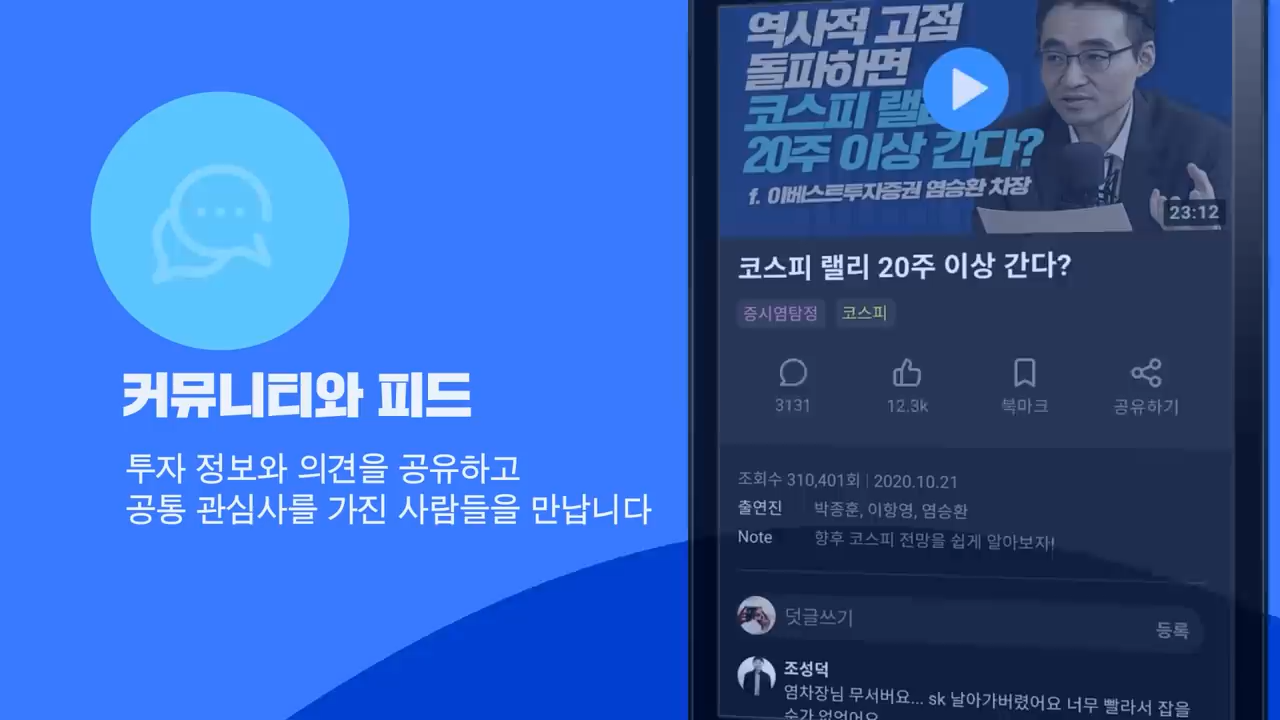 커뮤니티와 피드
투자 정보와 의견을 공유하고
공통 관심사를 가진 사람들을 만납니다
역사적 고점
돌파하면
코스피 랠
20주 이상 간다?
f. 이베스트투자증권 염승환 차장
23:12
코스피 랠리 20주 이상 간다?
증시염탐정 코스피
3131 12.3k 북마크 공유하기
조회수 310,401회 | 2020.10.21
출연진 박종훈, 이항영, 염승환
Note 향후 코스피 전망을 쉽게 알아보자!
덧글쓰기
등록
조성덕
염차장님 무서버요... sk 날아가버렸어요 너무 빨라서 잡을
수가 없었어요